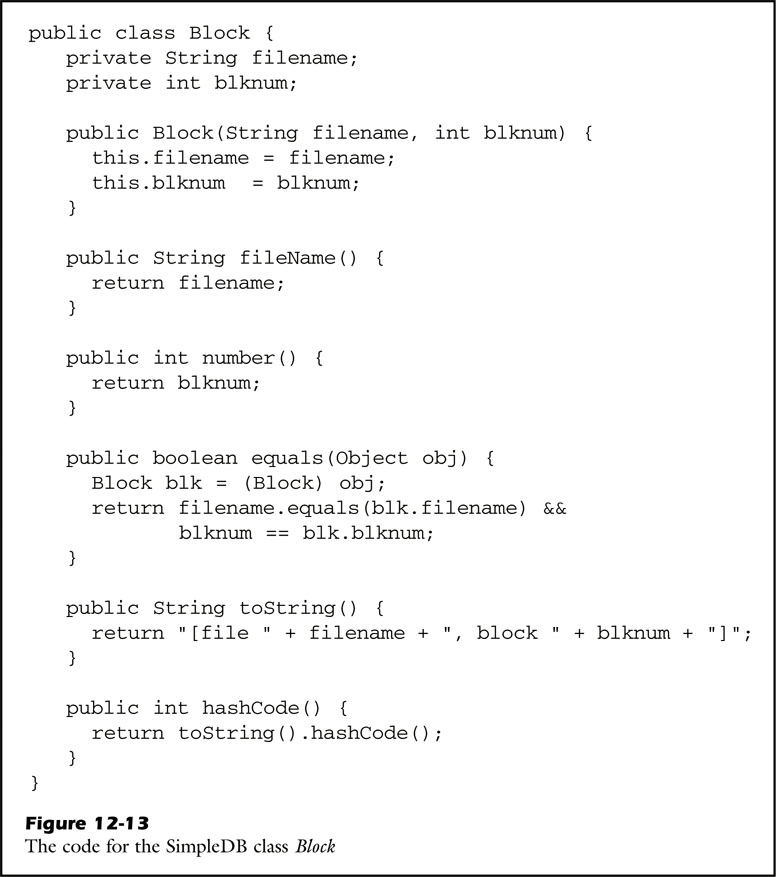 public class Block {
   private String filename;
   private int blknum;

   public Block(String filename, int blknum) {
     this.filename = filename;
     this.blknum  = blknum;
   }

   public String fileName() {
     return filename;
   }

   public int number() {
     return blknum;
   }

   public boolean equals(Object obj) {
     Block blk = (Block) obj;
     return filename.equals(blk.filename) &&
            blknum == blk.blknum;
   }

   public String toString() {
     return "[file " + filename + ", block " + blknum + "]";
   }

   public int hashCode() {
     return toString().hashCode();
   }
}
Figure 12-13
The code for the SimpleDB class Block